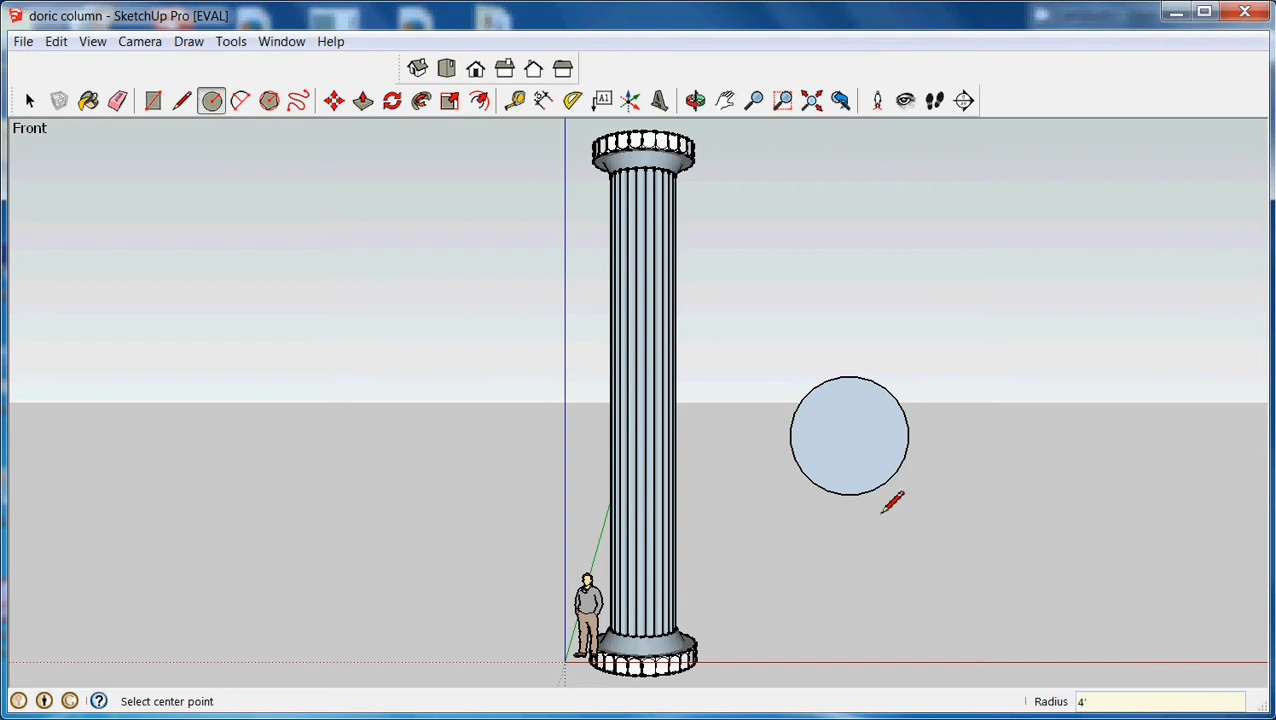 doric column - SketchUp Pro [EVAL]
File Edit View Camera Draw Tools Window Help
A1
Front
Select center point
Radius 4'